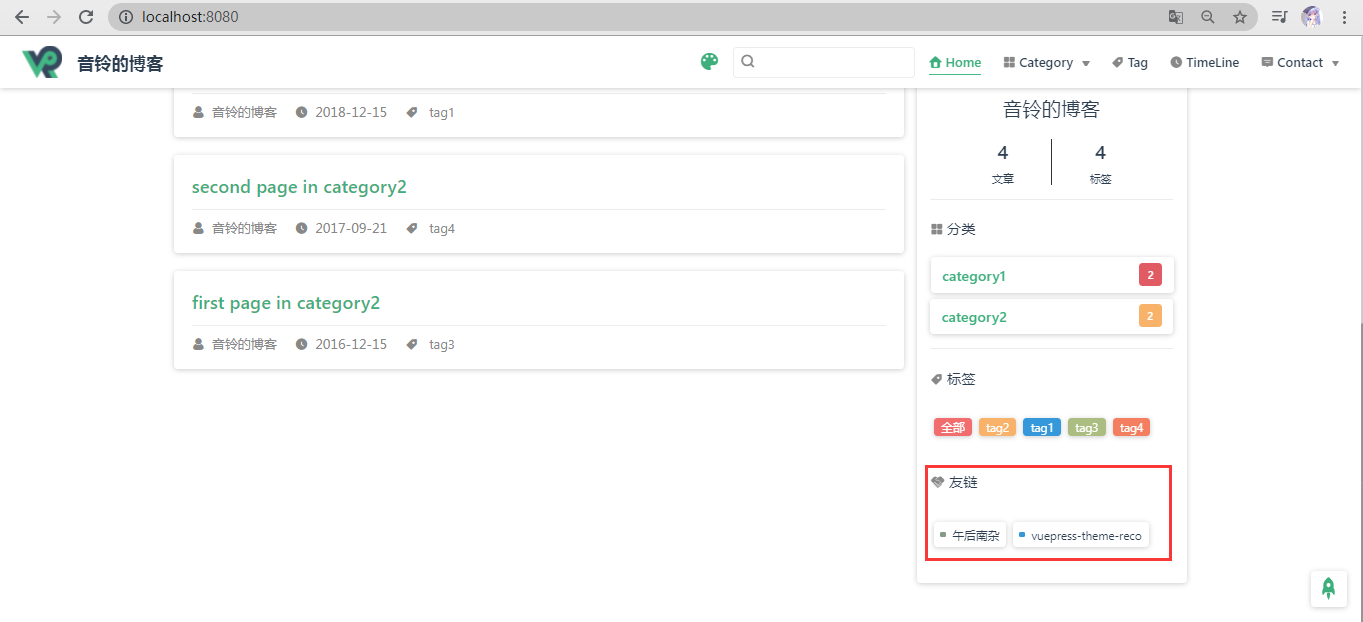 localhost:8080
音铃的博客
Home Category Tag TimeLine Contact
音铃的博客 2018-12-15 tag1
second page in category2
音铃的博客 2017-09-21 tag4
first page in category2
音铃的博客 2016-12-15 tag3
音铃的博客
4 4
文章 标签
分类
category1 2
category2 2
标签
全部 tag2 tag1 tag3 tag4
友链
午后南杂 vuepress-theme-reco